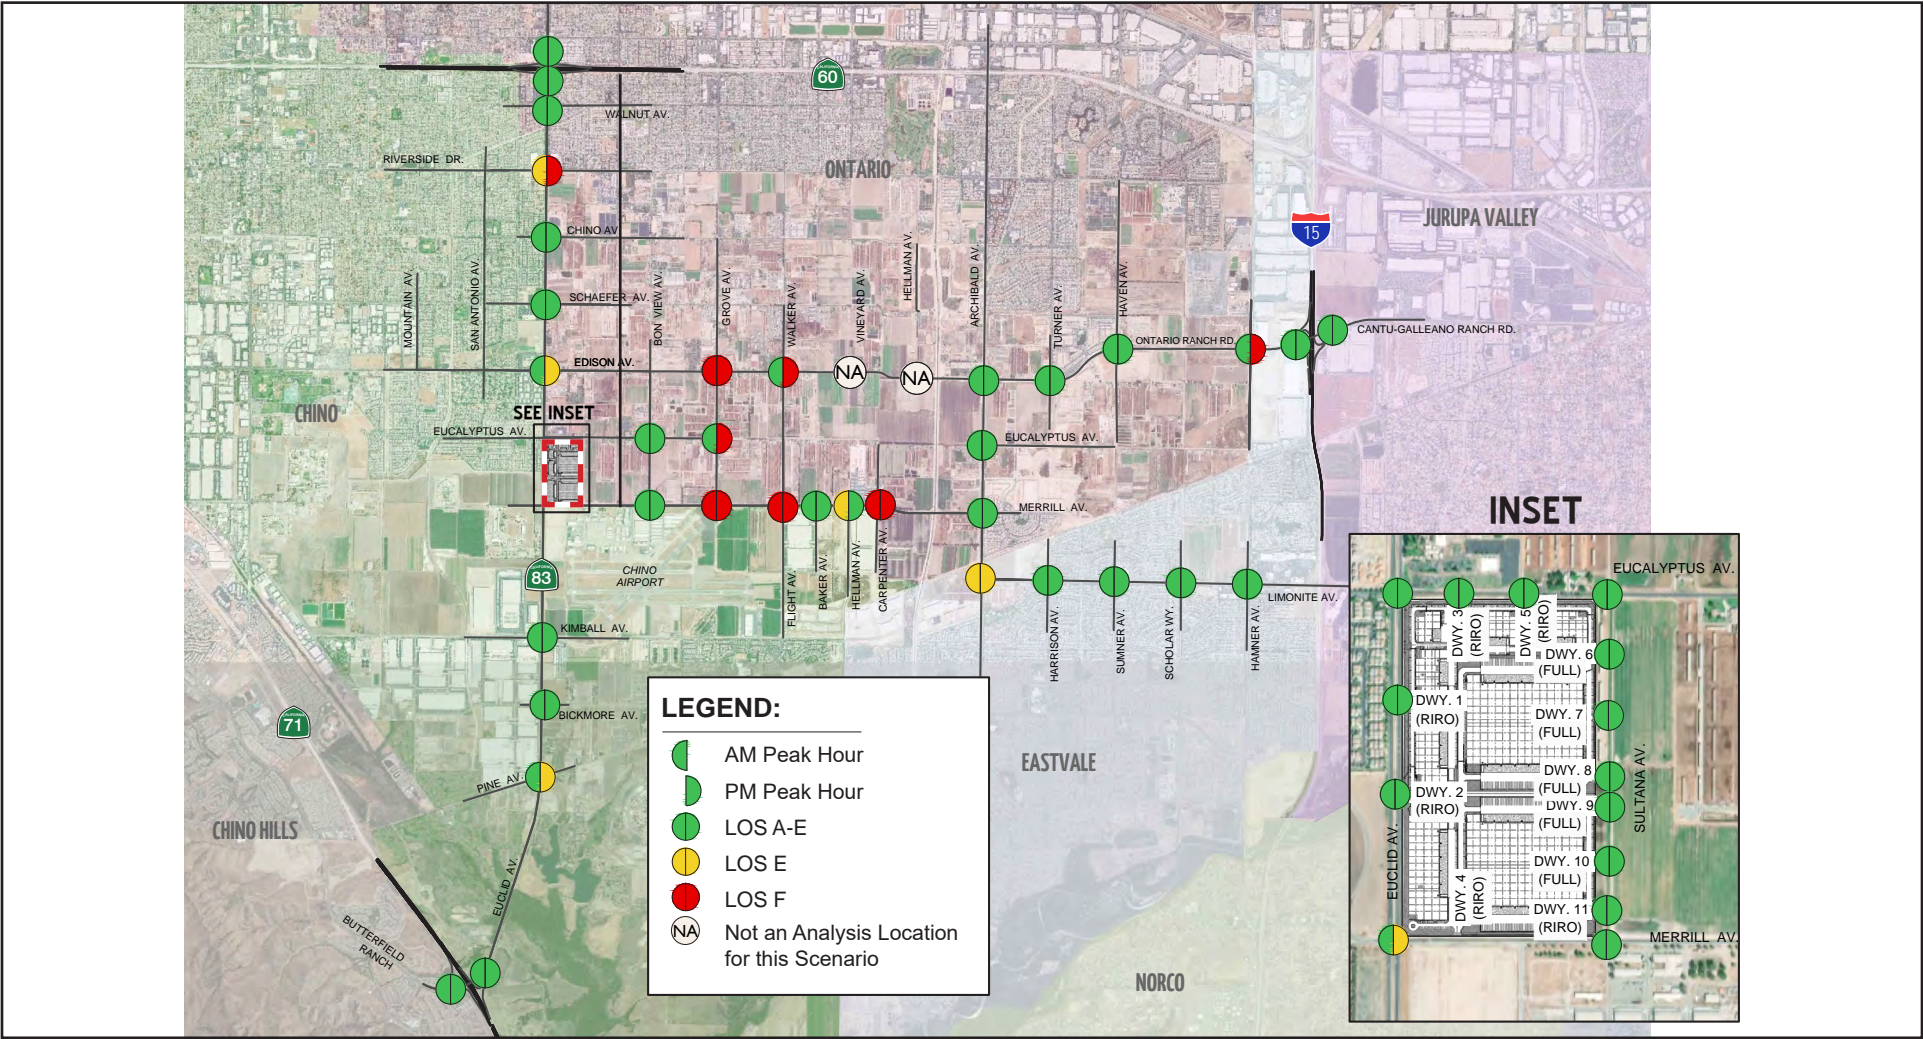 CALIFORNIA
60
WALNUT AV.
RIVERSIDE DR.
ONTARIO
JURUPA VALLEY
15
CHINO AV.
MOUNTAIN AV.
SAN ANTONIO AV.
SCHAEFER AV.
BON VIEW AV.
GROVE AV.
WALKER AV.
VINEYARD AV.
HELLMAN AV.
ARCHIBALD AV.
TURNER AV.
HAVEN AV.
ONTARIO RANCH RD.
CANTU-GALLEANO RANCH RD.
EDISON AV.
NA
NA
CHINO
SEE INSET
EUCALYPTUS AV.
EUCALYPTUS AV.
MERRILL AV.
CHINO
AIRPORT
CALIFORNIA
83
FLIGHT AV.
BAKER AV.
HELLMAN AV.
CARPENTER AV.
LIMONITE AV.
HARRISON AV.
SUMNER AV.
SCHOLAR WY.
HAMNER AV.
KIMBALL AV.
BICKMORE AV.
CALIFORNIA
71
PINE AV.
CHINO HILLS
EUCLID AV.
BUTTERFIELD
RANCH
EASTVALE
NORCO
LEGEND:
AM Peak Hour
PM Peak Hour
LOS A-E
LOS E
LOS F
NA
Not an Analysis Location
for this Scenario
INSET
EUCALYPTUS AV.
DWY. 3
(RIRO)
DWY. 5
(RIRO)
DWY. 6
(FULL)
DWY. 1
(RIRO)
DWY. 7
(FULL)
DWY. 8
(FULL)
DWY. 2
(RIRO)
DWY. 9
(FULL)
SULTANA AV.
EUCLID AV.
DWY. 10
(FULL)
DWY. 4
(RIRO)
DWY. 11
(RIRO)
MERRILL AV.